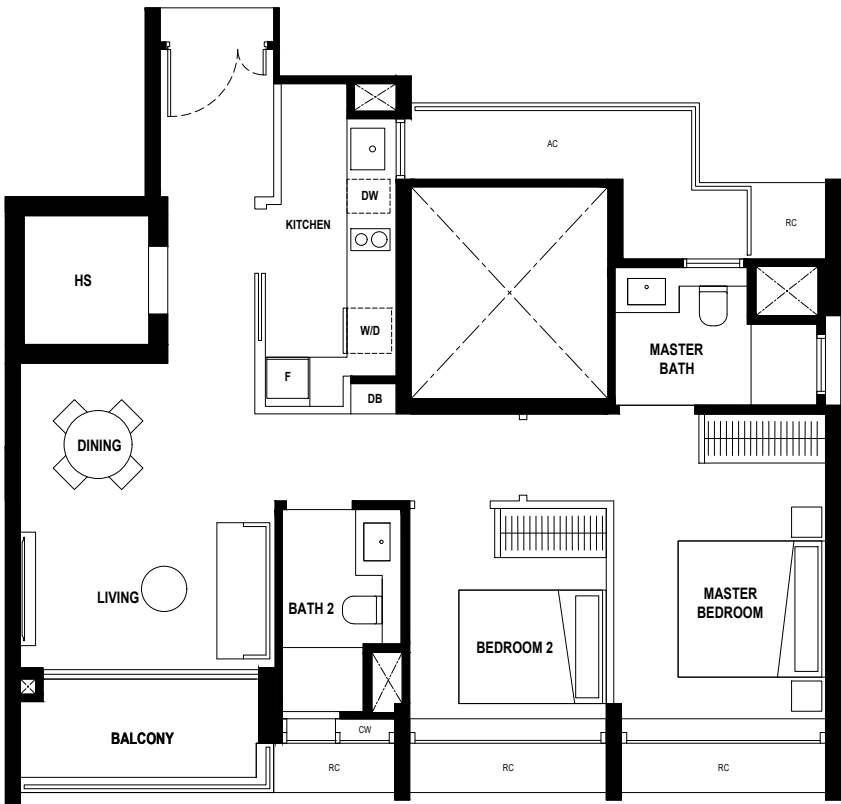 AC
DW
KITCHEN
RC
HS
W/D
MASTER
BATH
F
DB
DINING
LIVING
BATH 2
BEDROOM 2
MASTER
BEDROOM
BALCONY
CW
RC
RC
RC